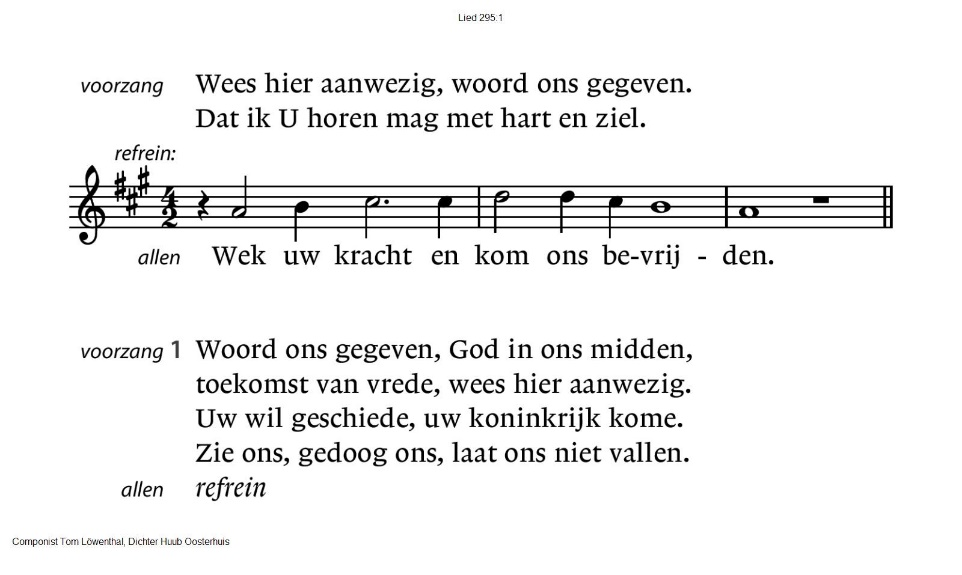 Lied 295:1
voorzang Wees hier aanwezig, woord ons gegeven.
Dat ik U horen mag met hart en ziel.
refrein:
4 2
allen Wek uw kracht en kom ons be-vrij - den.
voorzang 1 Woord ons gegeven, God in ons midden,
toekomst van vrede, wees hier aanwezig.
Uw wil geschiede, uw koninkrijk kome.
Zie ons, gedoog ons, laat ons niet vallen.
allen refrein
Componist Tom Löwenthal, Dichter Huub Oosterhuis